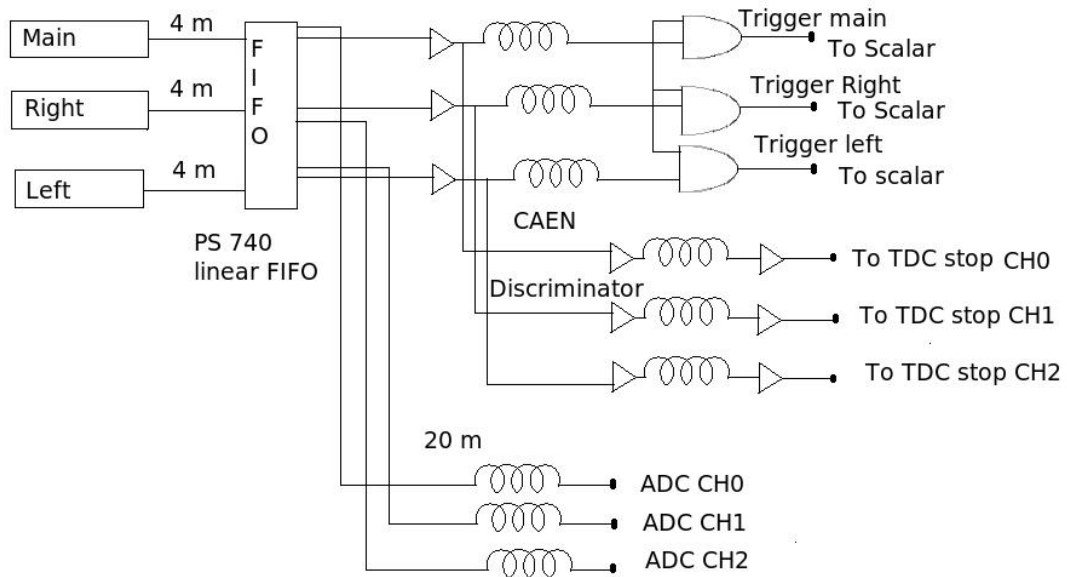 Main
4 m
Right
4 m
Left
4 m
F
I
F
O
PS 740
linear FIFO
Trigger main
To Scalar
Trigger Right
To Scalar
Trigger left
To scalar
CAEN
Discriminator
To TDC stop CH0
To TDC stop CH1
To TDC stop CH2
20 m
ADC CH0
ADC CH1
ADC CH2